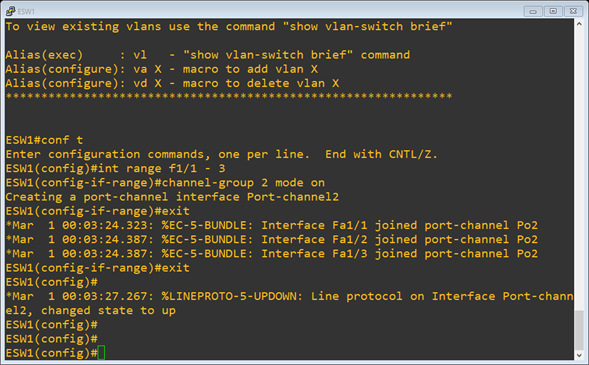 ESW1
To view existing vlans use the command "show vlan-switch brief"
Alias(exec)     : vl   - "show vlan-switch brief" command
Alias(configure): va X - macro to add vlan X
Alias(configure): vd X - macro to delete vlan X
***************************************************************
ESW1#conf t
Enter configuration commands, one per line.  End with CNTL/Z.
ESW1(config)#int range f1/1 - 3
ESW1(config-if-range)#channel-group 2 mode on
Creating a port-channel interface Port-channel2
ESW1(config-if-range)#exit
*Mar  1 00:03:24.323: %EC-5-BUNDLE: Interface Fa1/1 joined port-channel Po2
*Mar  1 00:03:24.387: %EC-5-BUNDLE: Interface Fa1/2 joined port-channel Po2
*Mar  1 00:03:24.387: %EC-5-BUNDLE: Interface Fa1/3 joined port-channel Po2
ESW1(config-if-range)#exit
ESW1(config)#
*Mar  1 00:03:27.267: %LINEPROTO-5-UPDOWN: Line protocol on Interface Port-chann
el2, changed state to up
ESW1(config)#
ESW1(config)#
ESW1(config)#